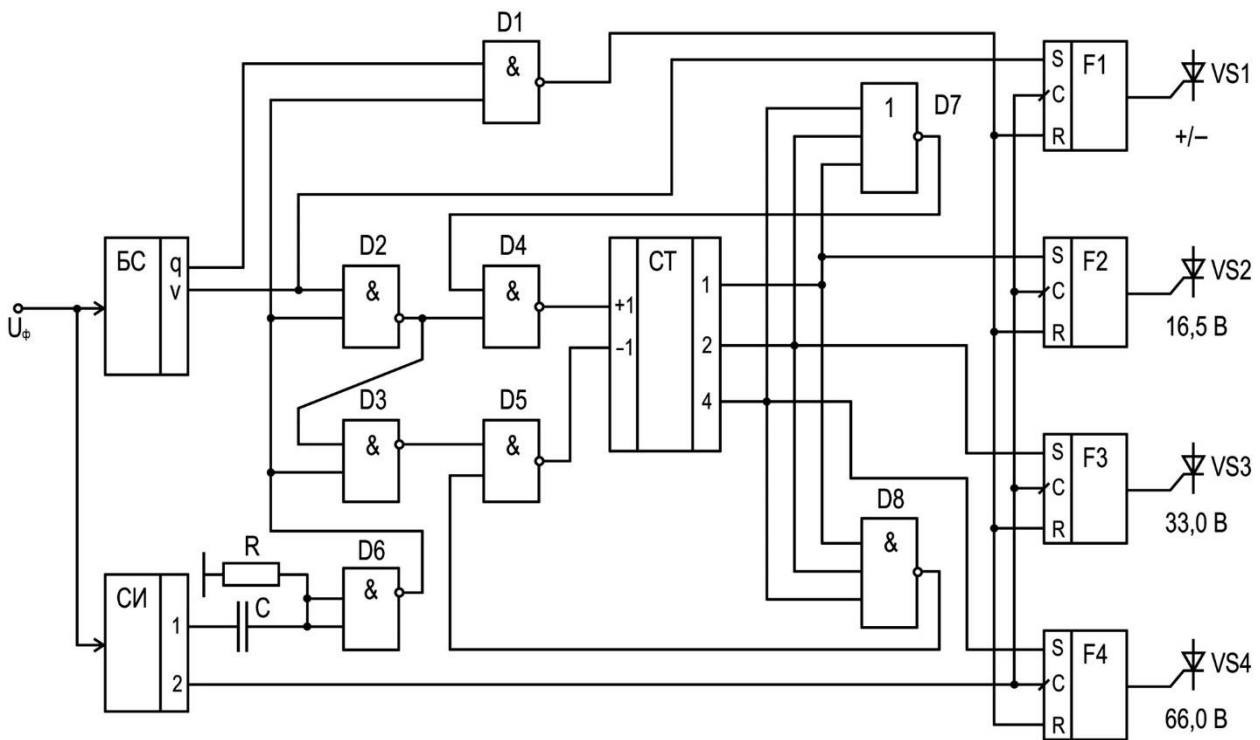 D1
&
S
F1
VS1
C
R
+/–
1
D7
БС
q
v
Uф
D2
&
D4
&
CT
+1
–1
1
2
4
S
F2
VS2
C
R
16,5 В
D3
&
D5
&
S
F3
VS3
C
R
33,0 В
D8
&
R
C
D6
&
СИ
1
2
S
F4
VS4
C
R
66,0 В